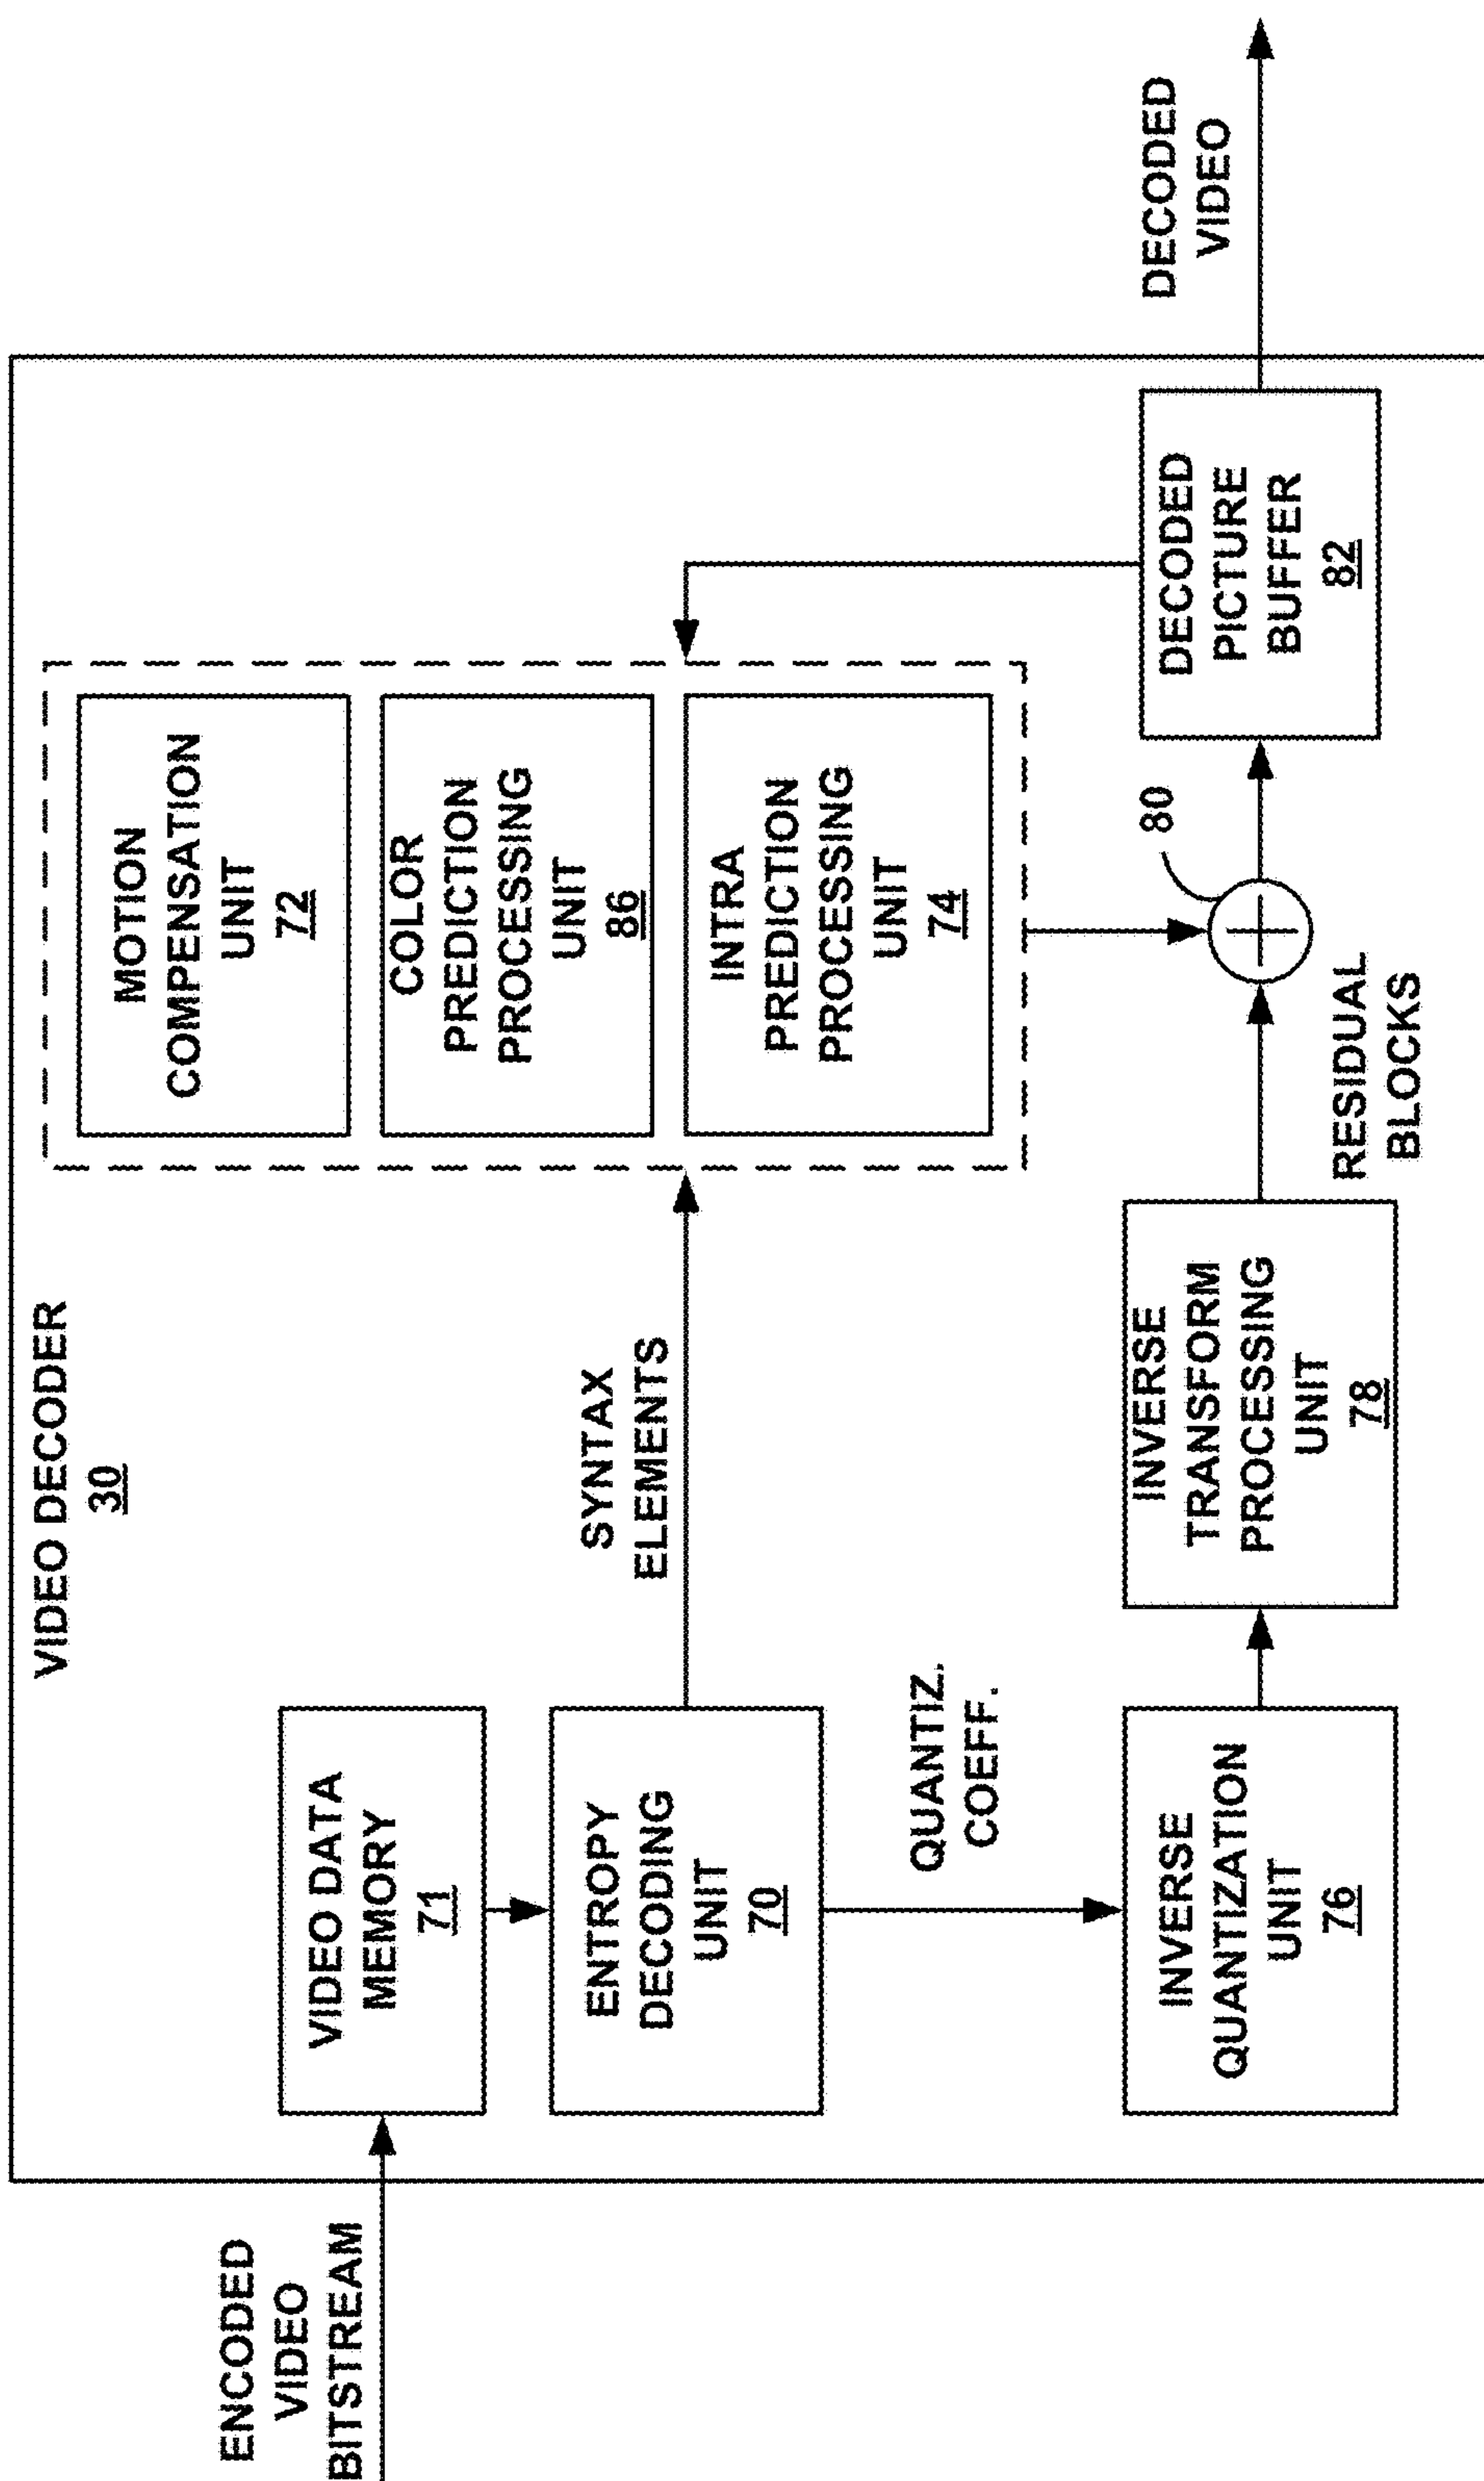 VIDEO DECODER
30
ENCODED
VIDEO
BITSTREAM
VIDEO DATA
MEMORY
71
ENTROPY
DECODING
UNIT
70
SYNTAX
ELEMENTS
MOTION
COMPENSATION
UNIT
72
COLOR
PREDICTION
PROCESSING
UNIT
86
INTRA
PREDICTION
PROCESSING
UNIT
74
QUANTIZ.
COEFF.
INVERSE
QUANTIZATION
UNIT
76
INVERSE
TRANSFORM
PROCESSING
UNIT
78
RESIDUAL
BLOCKS
80
DECODED
PICTURE
BUFFER
82
DECODED
VIDEO